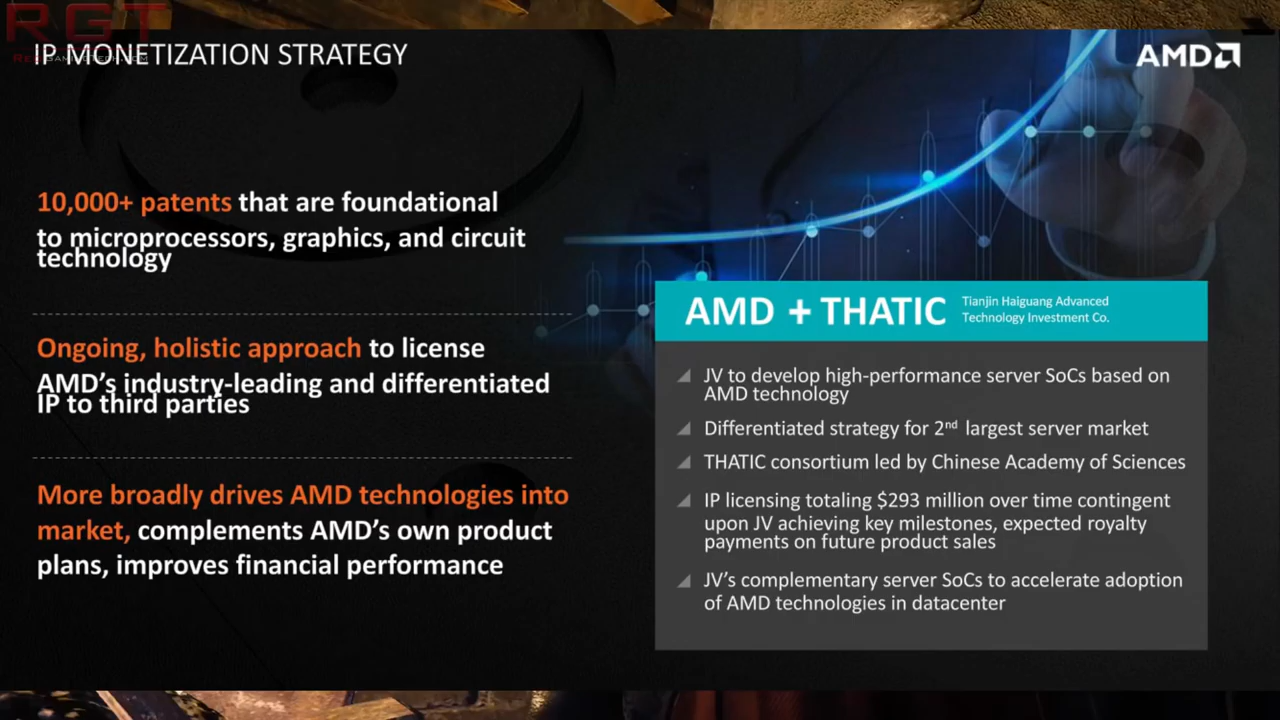 RGT
REDGAMINGTECH.COM
IP MONETIZATION STRATEGY
AMD
10,000+ patents that are foundational
to microprocessors, graphics, and circuit
technology
Ongoing, holistic approach to license
AMD's industry-leading and differentiated
IP to third parties
More broadly drives AMD technologies into
market, complements AMD's own product
plans, improves financial performance
AMD + THATIC
Tianjin Haiguang Advanced
Technology Investment Co.
JV to develop high-performance server SoCs based on
AMD technology
Differentiated strategy for 2nd largest server market
THATIC consortium led by Chinese Academy of Sciences
IP licensing totaling $293 million over time contingent
upon JV achieving key milestones, expected royalty
payments on future product sales
JV's complementary server SoCs to accelerate adoption
of AMD technologies in datacenter